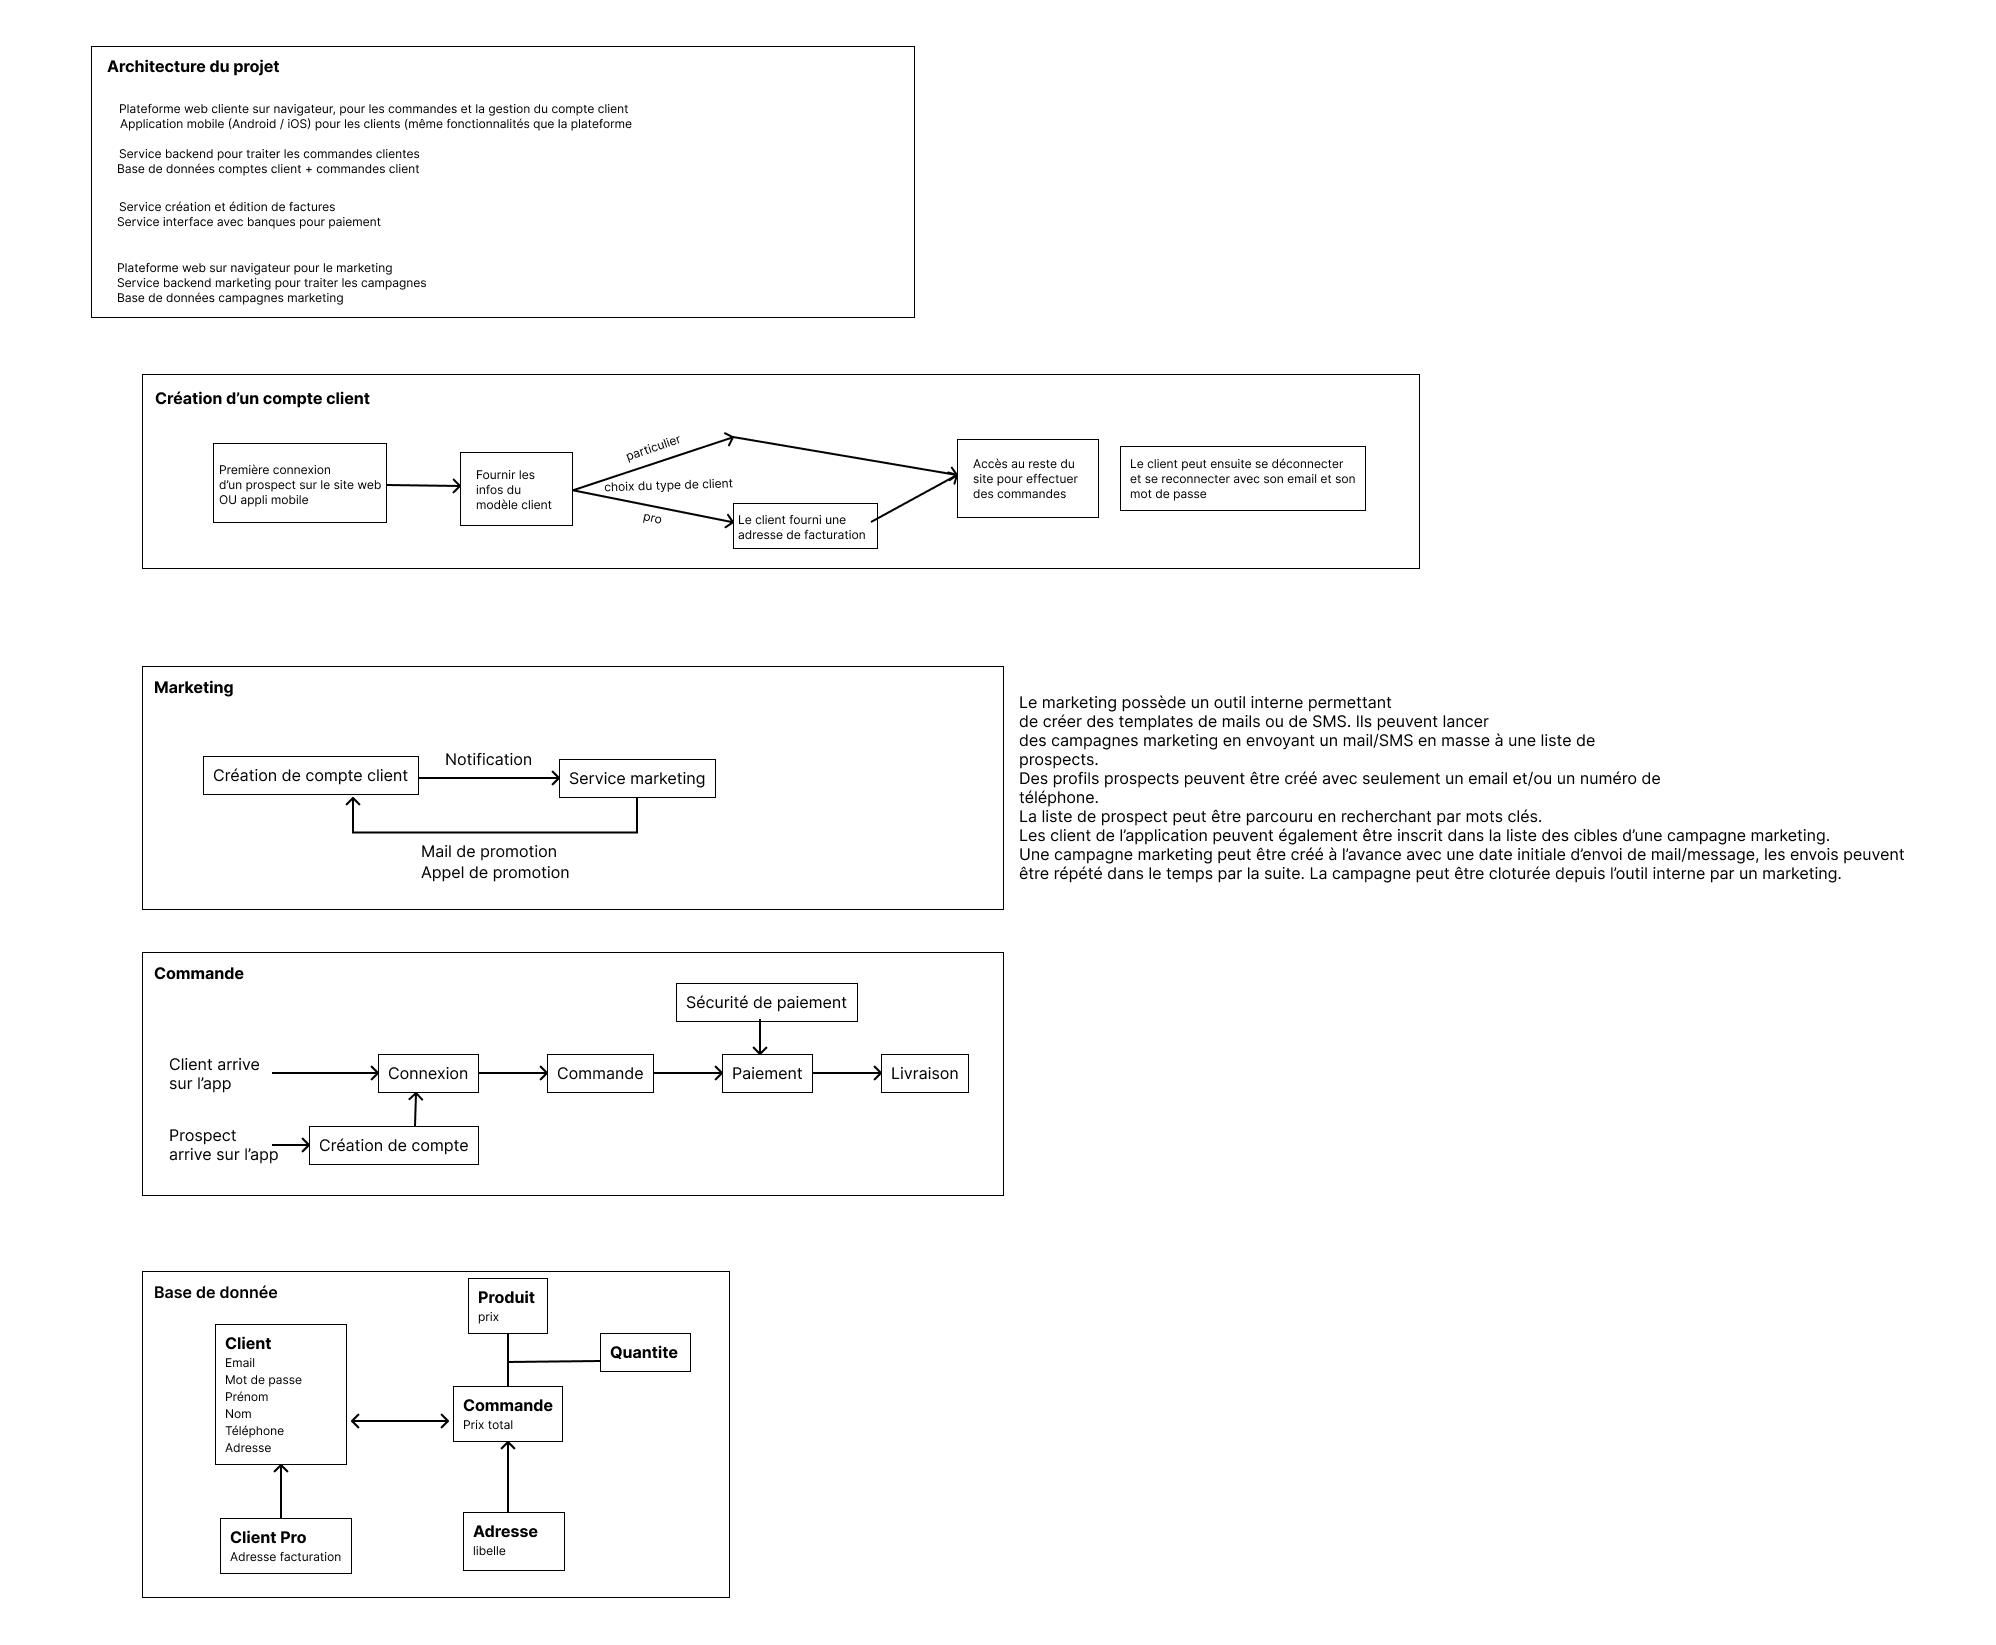 Architecture du projet
Plateforme web cliente sur navigateur, pour les commandes et la gestion du compte client
Application mobile (Android / iOS) pour les clients (même fonctionnalités que la plateforme
Service backend pour traiter les commandes clientes
Base de données comptes client + commandes client
Service création et édition de factures
Service interface avec banques pour paiement
Plateforme web sur navigateur pour le marketing
Service backend marketing pour traiter les campagnes
Base de données campagnes marketing
Création d’un compte client
Première connexion
d’un prospect sur le site web
OU appli mobile
Fournir les
infos du
modèle client
particulier
choix du type de client
pro
Le client fourni une
adresse de facturation
Accès au reste du
site pour effectuer
des commandes
Le client peut ensuite se déconnecter
et se reconnecter avec son email et son
mot de passe
Marketing
Création de compte client
Notification
Service marketing
Mail de promotion
Appel de promotion
Le marketing possède un outil interne permettant
de créer des templates de mails ou de SMS. Ils peuvent lancer
des campagnes marketing en envoyant un mail/SMS en masse à une liste de
prospects.
Des profils prospects peuvent être créé avec seulement un email et/ou un numéro de
téléphone.
La liste de prospect peut être parcouru en recherchant par mots clés.
Les client de l’application peuvent également être inscrit dans la liste des cibles d’une campagne marketing.
Une campagne marketing peut être créé à l’avance avec une date initiale d’envoi de mail/message, les envois peuvent
être répété dans le temps par la suite. La campagne peut être cloturée depuis l’outil interne par un marketing.
Commande
Sécurité de paiement
Client arrive
sur l’app
Connexion
Commande
Paiement
Livraison
Prospect
arrive sur l’app
Création de compte
Base de donnée
Produit
prix
Quantite
Client
Email
Mot de passe
Prénom
Nom
Téléphone
Adresse
Commande
Prix total
Client Pro
Adresse facturation
Adresse
libelle